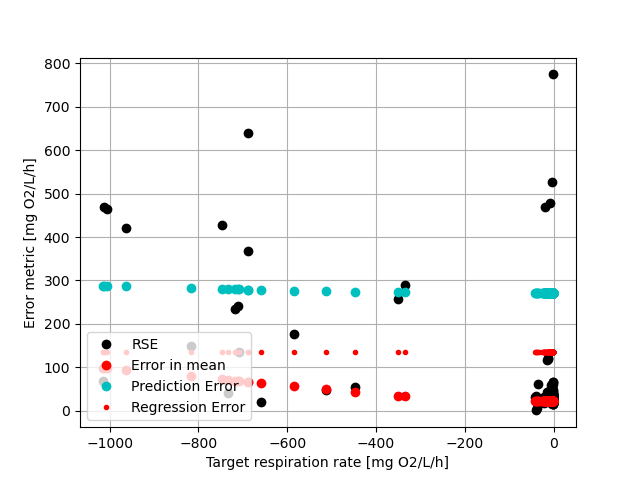 800
700
600
500
400
300
200
100
0
Error metric [mg O2/L/h]
RSE
Error in mean
Prediction Error
Regression Error
−1000 −800 −600 −400 −200 0
Target respiration rate [mg O2/L/h]